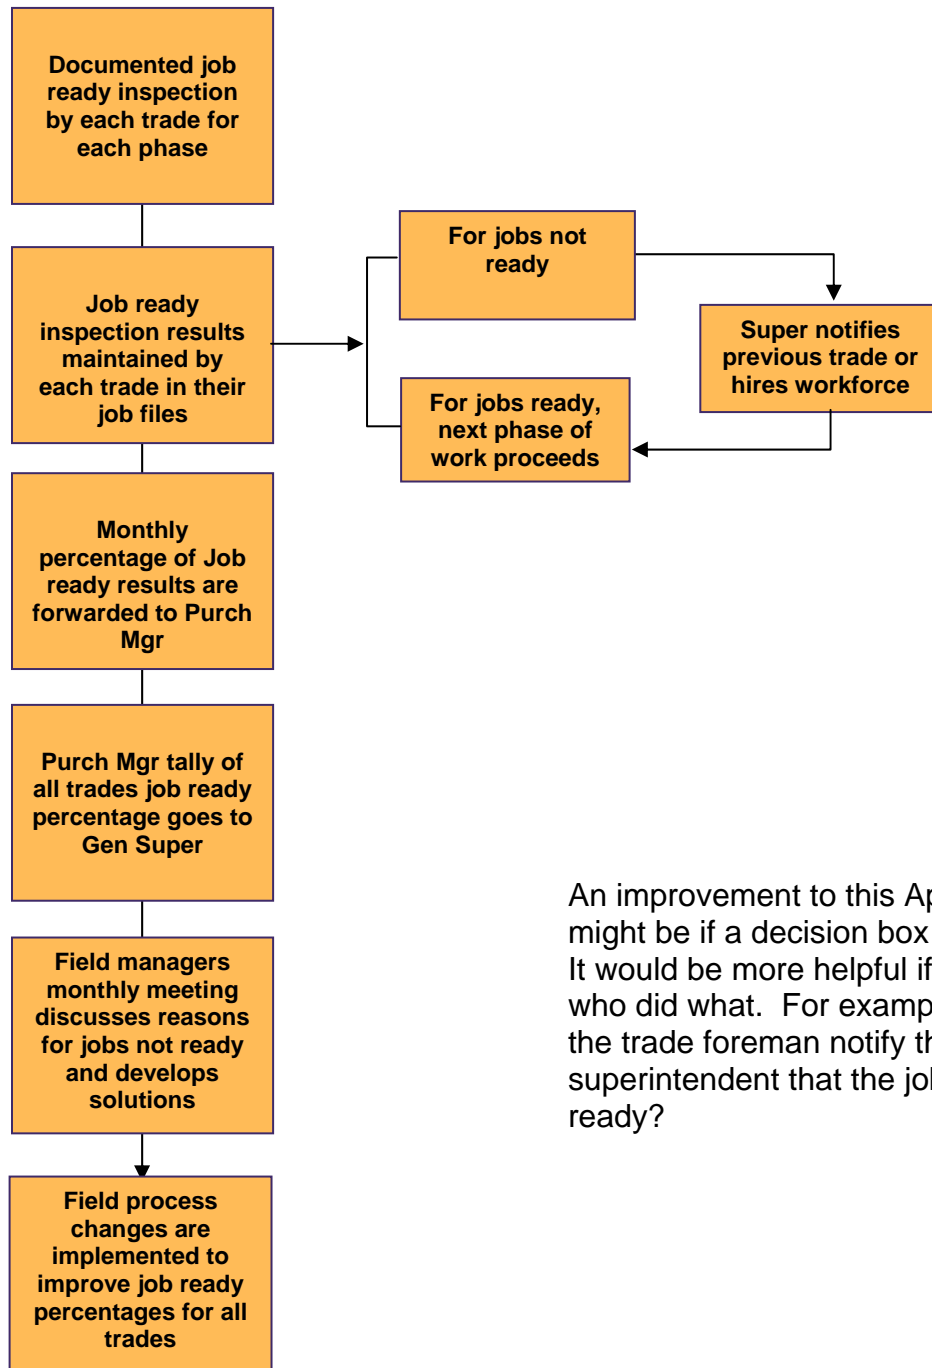 Documented job
ready inspection
by each trade for
each phase
For jobs not
ready
Job ready
inspection results
maintained by
each trade in their
job files
Super notifies
previous trade or
hires workforce
For jobs ready,
next phase of
work proceeds
Monthly
percentage of Job
ready results are
forwarded to Purch
Mgr
Purch Mgr tally of
all trades job ready
percentage goes to
Gen Super
Field managers
monthly meeting
discusses reasons
for jobs not ready
and develops
solutions
Field process
changes are
implemented to
improve job ready
percentages for all
trades
An improvement to this
might be if a decision box
It would be more helpful if
who did what. For
the trade foreman notify
superintendent that the
ready?